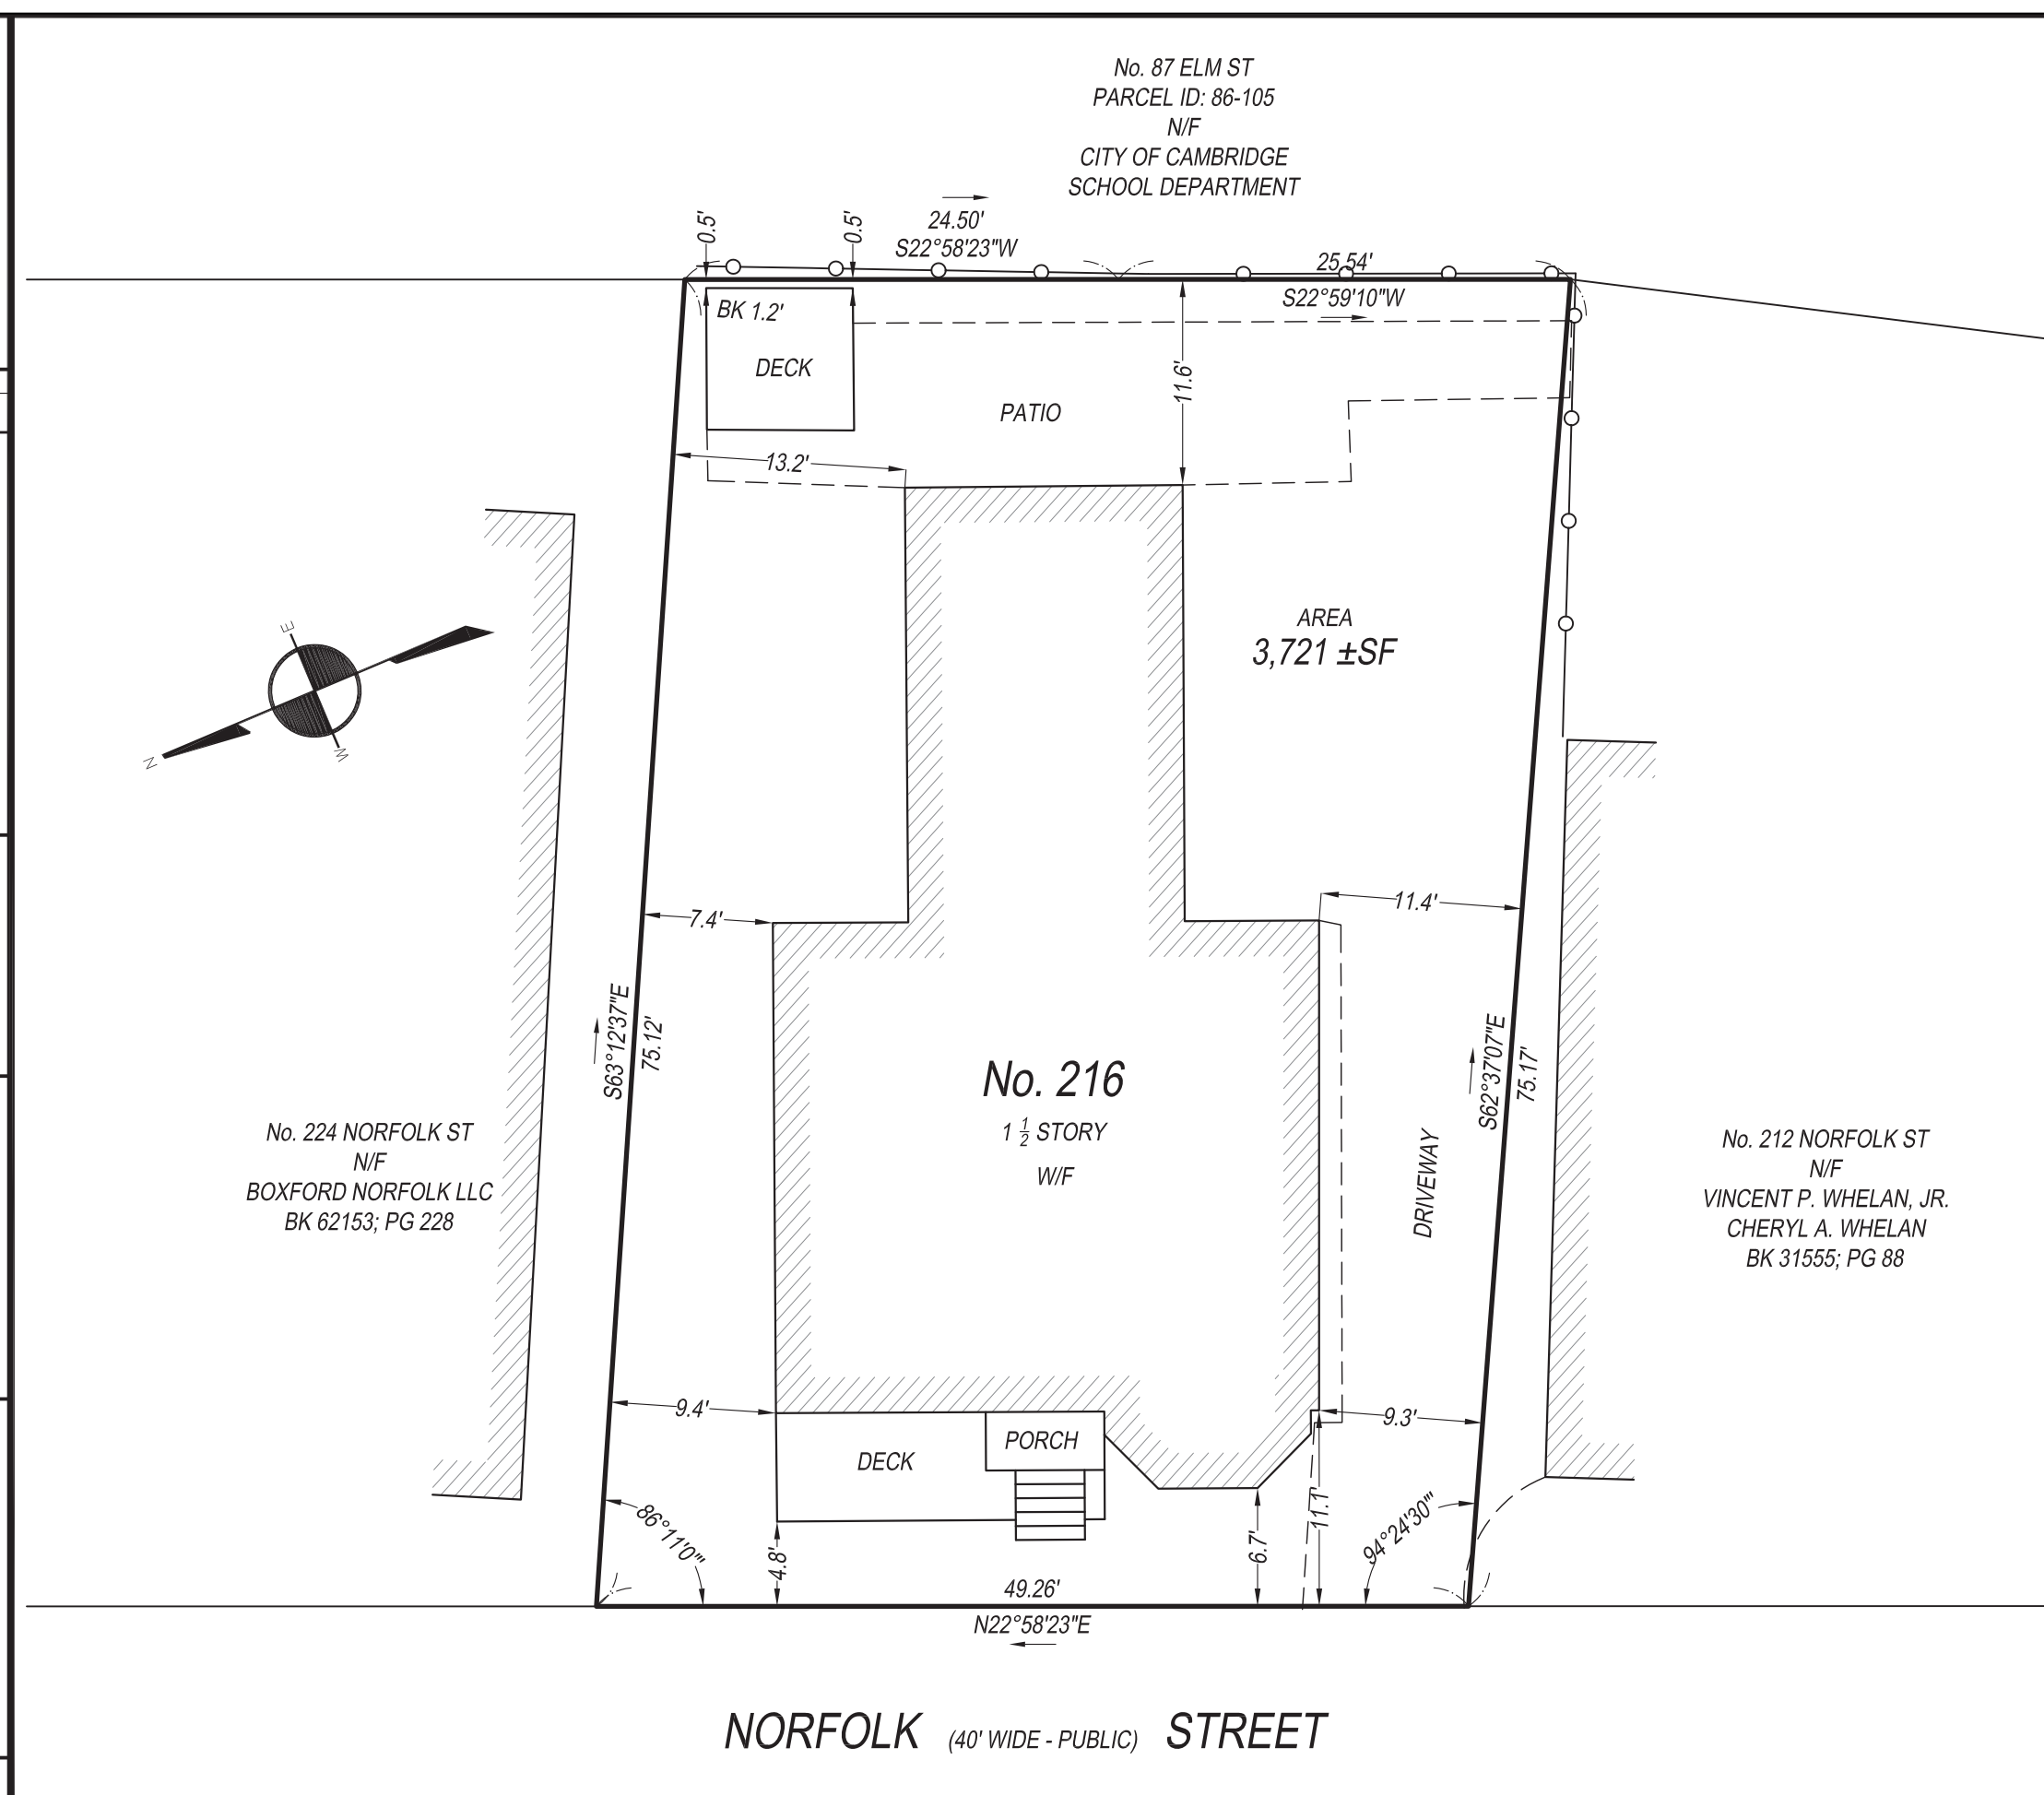 No. 87 ELM ST
PARCEL ID: 86-105
N/F
CITY OF CAMBRIDGE
SCHOOL DEPARTMENT
0.5'
0.5'
24.50'
S22°58'23"W
25.54'
S22°59'10"W
BK 1.2'
DECK
PATIO
11.6'
13.2'
AREA
3,721 ±SF
E
N
W
7.4'
11.4'
S63°12'37"E
75.12'
S62°37'07"E
75.17'
No. 216
1 1/2 STORY
W/F
DRIVEWAY
No. 224 NORFOLK ST
N/F
BOXFORD NORFOLK LLC
BK 62153; PG 228
No. 212 NORFOLK ST
N/F
VINCENT P. WHELAN, JR.
CHERYL A. WHELAN
BK 31555; PG 88
9.4'
9.3'
DECK
PORCH
86°11'0'"
4.8'
6.7'
11.1'
94°24'30'"
49.26'
N22°58'23"E
NORFOLK (40' WIDE - PUBLIC) STREET